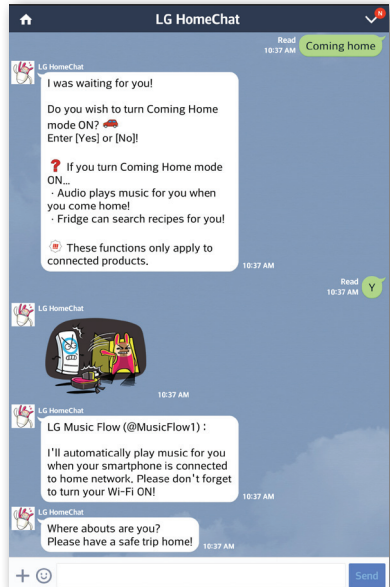 LG HomeChat
N
Read
10:37 AM
Coming home
LG HomeChat
I was waiting for you!
Do you wish to turn Coming Home
mode ON?
Enter [Yes] or [No]!
❓ If you turn Coming Home mode
ON...
· Audio plays music for you when
you come home!
· Fridge can search recipes for you!
These functions only apply to
connected products.
10:37 AM
Read
10:37 AM
Y
LG HomeChat
10:37 AM
LG HomeChat
LG Music Flow (@MusicFlow1) :
I'll automatically play music for you
when your smartphone is connected
to home network. Please don't forget
to turn your Wi-Fi ON!
10:37 AM
LG HomeChat
Where abouts are you?
Please have a safe trip home!
10:37 AM
Send